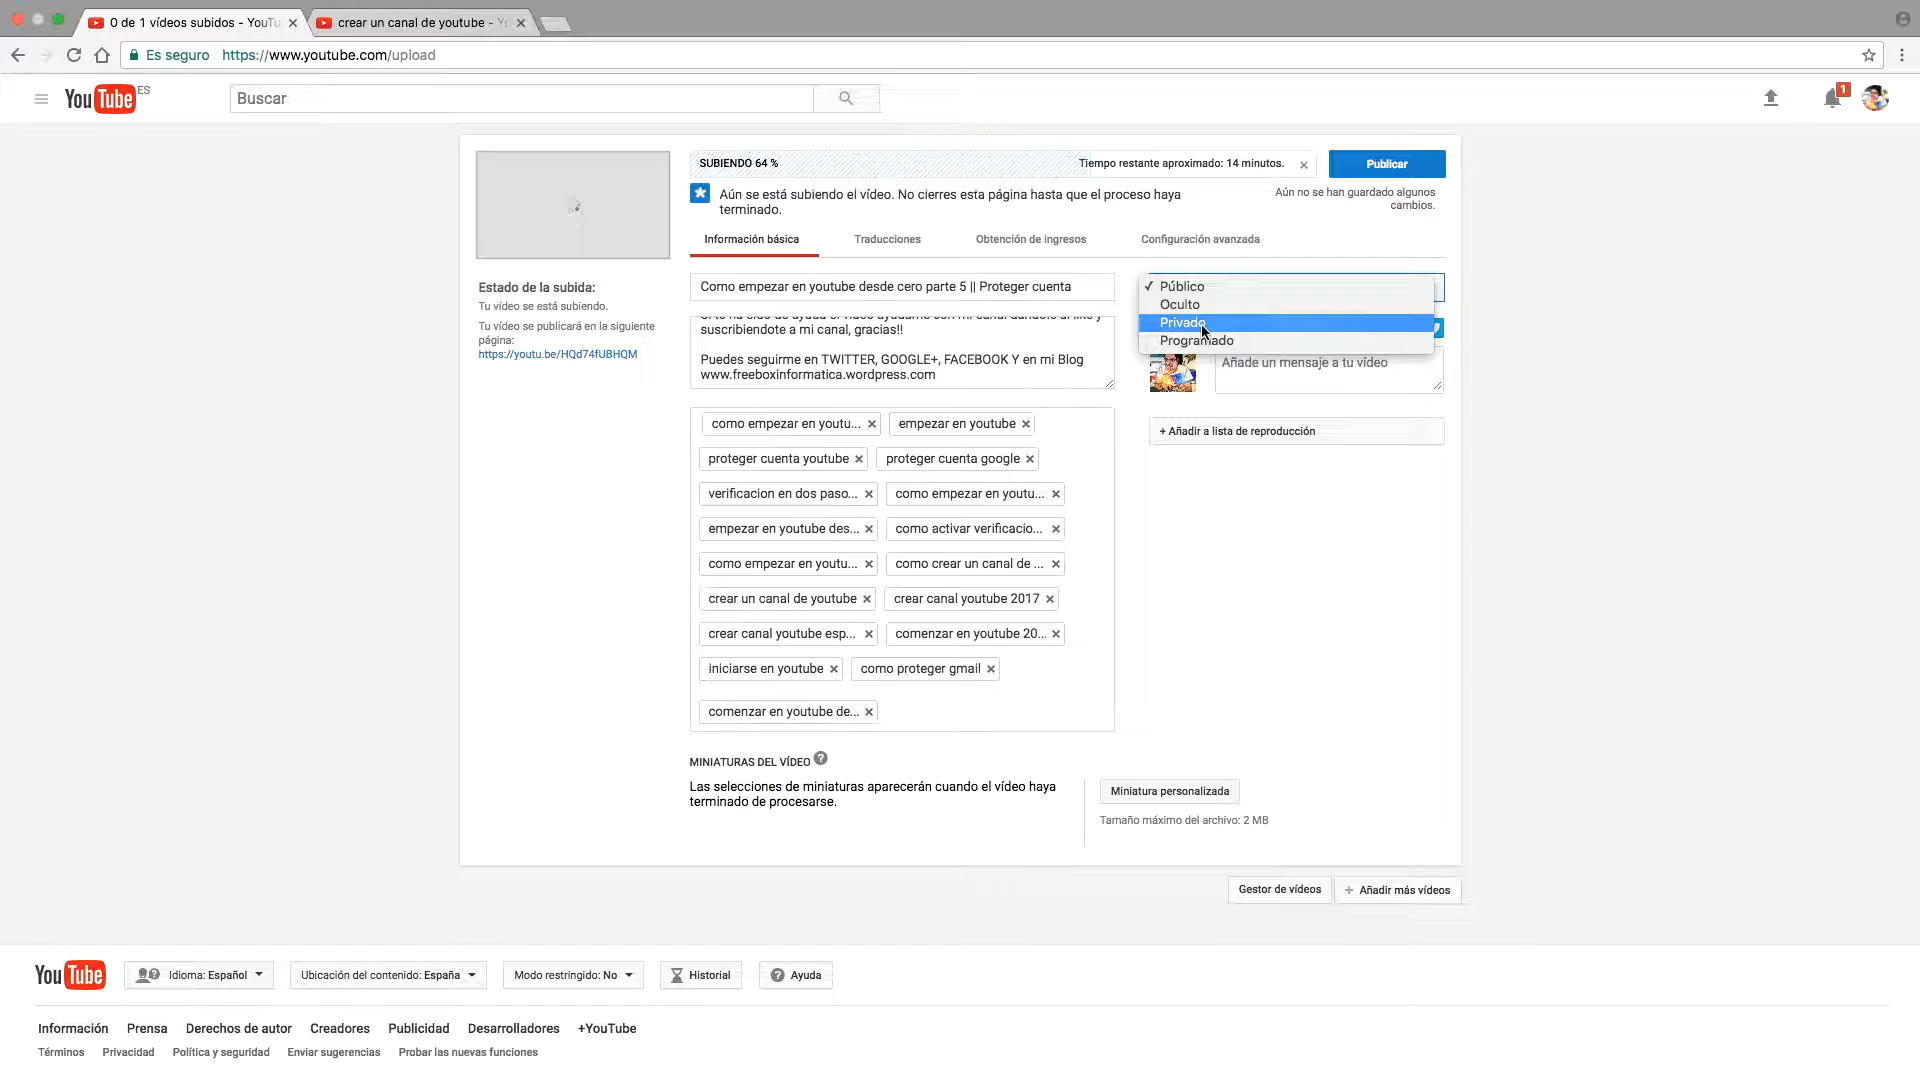 0 de 1 vídeos subidos - YouTu
crear un canal de youtube - Yo
Es seguro
https://www.youtube.com/upload
YouTube ES
Buscar
1
SUBIENDO 64 %
Tiempo restante aproximado: 14 minutos.
Publicar
Aún se está subiendo el vídeo. No cierres esta página hasta que el proceso haya
terminado.
Aún no se han guardado algunos
cambios.
Información básica
Traducciones
Obtención de ingresos
Configuración avanzada
Estado de la subida:
Tu vídeo se está subiendo.
Tu vídeo se publicará en la siguiente
página:
https://youtu.be/HQd74fUBHQM
Como empezar en youtube desde cero parte 5 || Proteger cuenta
suscribiendote a mi canal, gracias!!
Puedes seguirme en TWITTER, GOOGLE+, FACEBOOK Y en mi Blog
www.freeboxinformatica.wordpress.com
✓ Público
Oculto
Privado
Programado
Añade un mensaje a tu vídeo
+ Añadir a lista de reproducción
como empezar en youtu...
empezar en youtube
proteger cuenta youtube
proteger cuenta google
verificacion en dos paso...
como empezar en youtu...
empezar en youtube des...
como activar verificacio...
como empezar en youtu...
como crear un canal de ...
crear un canal de youtube
crear canal youtube 2017
crear canal youtube esp...
comenzar en youtube 20...
iniciarse en youtube
como proteger gmail
comenzar en youtube de...
MINIATURAS DEL VÍDEO ?
Las selecciones de miniaturas aparecerán cuando el vídeo haya
terminado de procesarse.
Miniatura personalizada
Tamaño máximo del archivo: 2 MB
Gestor de vídeos
+ Añadir más vídeos
YouTube
Idioma: Español
Ubicación del contenido: España
Modo restringido: No
Historial
Ayuda
Información
Prensa
Derechos de autor
Creadores
Publicidad
Desarrolladores
+YouTube
Términos
Privacidad
Política y seguridad
Enviar sugerencias
Probar las nuevas funciones